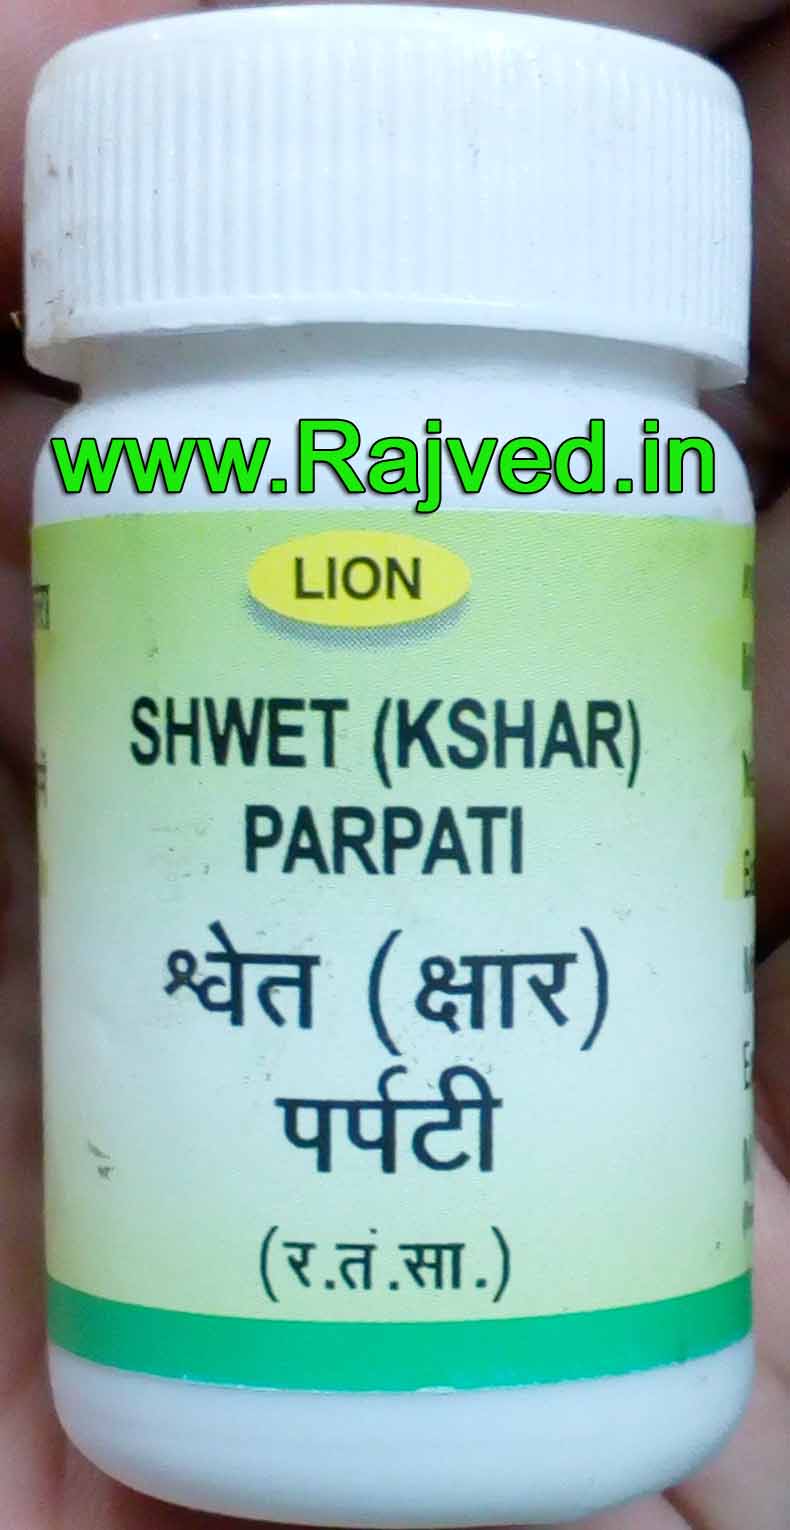 www.Rajved.in
LION
SHWET (KSHAR)
PARPATI
श्वेत (क्षार)
पर्पटी
(र.तं.सा.)